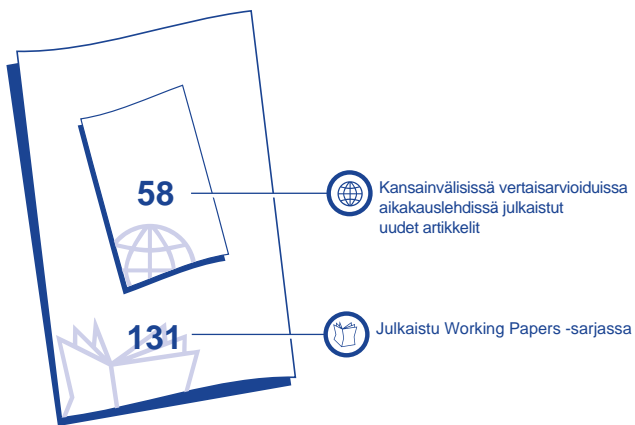 58
Kansainvälisissä vertaisarvioiduissa
aikakauslehdissä julkaistut
uudet artikkelit
131
Julkaistu Working Papers -sarjassa